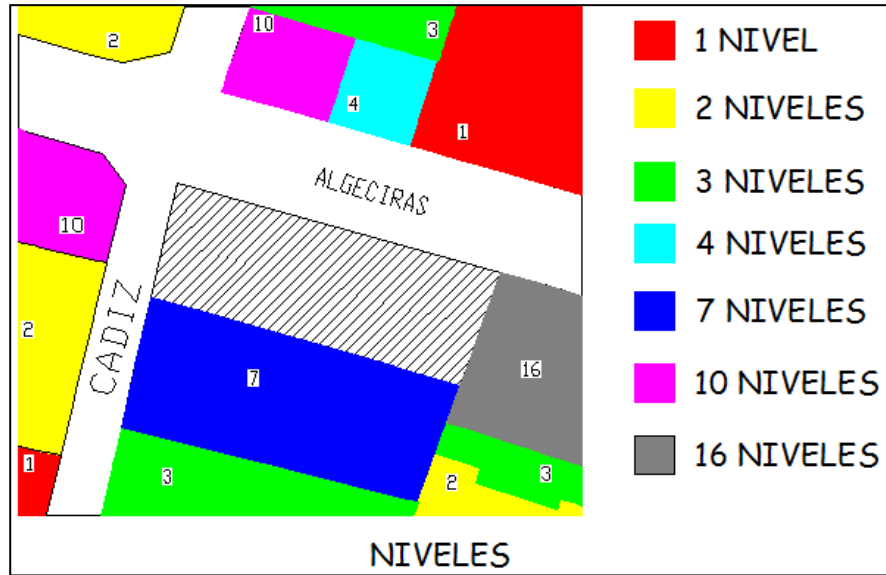 2
10
3
4
1
ALGECIRAS
10
2
CADIZ
7
16
1
3
2
3
1 NIVEL
2 NIVELES
3 NIVELES
4 NIVELES
7 NIVELES
10 NIVELES
16 NIVELES
NIVELES